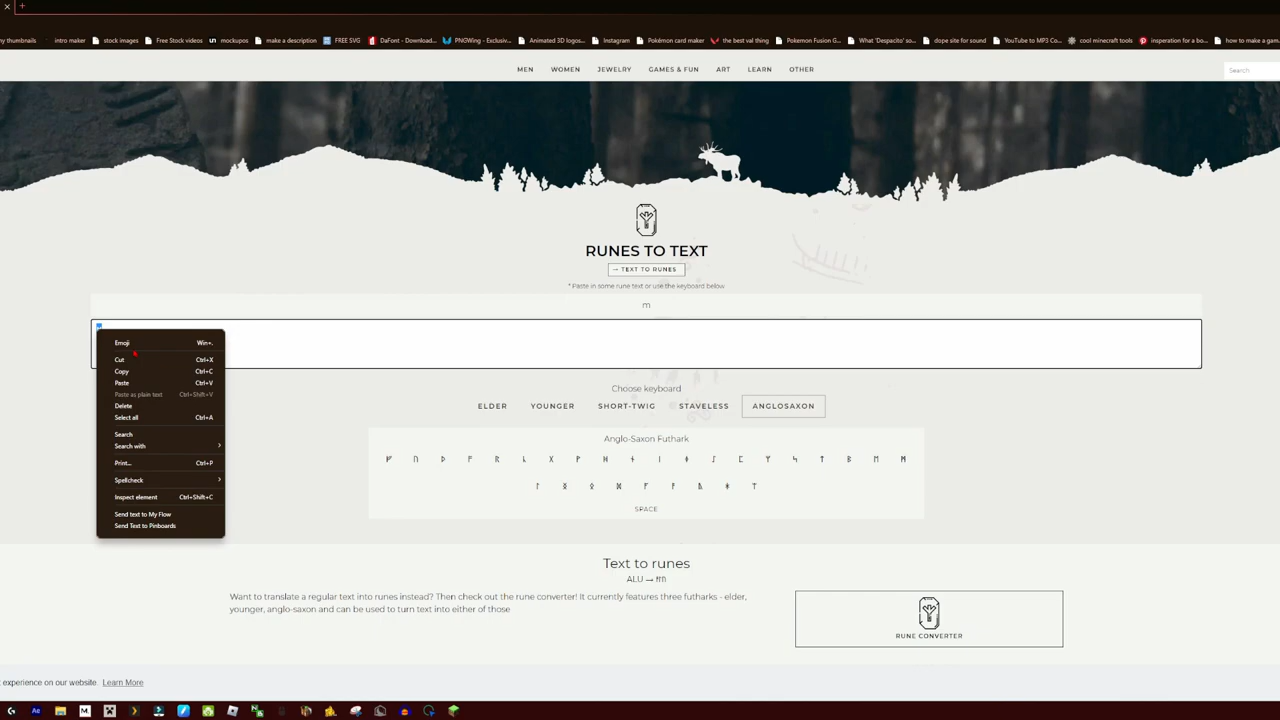 my thumbnails intro maker stock images Free Stock videos un mockupos make a description FREE SVG DaFont - Download... PNGWing - Exclusiv... Animated 3D logos... Instagram Pokémon card maker the best val thing Pokemon Fusion G... What 'Despacito' so... dope site for sound YouTube to MP3 Co... cool minecraft tools insperation for a bo... how to make a gam...
MEN WOMEN JEWELRY GAMES & FUN ART LEARN OTHER Search
RUNES TO TEXT
→ TEXT TO RUNES
* Paste in some rune text or use the keyboard below
m
Emoji Win+.
Cut Ctrl+X
Copy Ctrl+C
Paste Ctrl+V
Paste as plain text Ctrl+Shift+V
Delete
Select all Ctrl+A
Search
Search with
Print... Ctrl+P
Spellcheck
Inspect element Ctrl+Shift+C
Send text to My Flow
Send Text to Pinboards
Choose keyboard
ELDER YOUNGER SHORT-TWIG STAVELESS ANGLOSAXON
Anglo-Saxon Futhark
SPACE
Text to runes
ALU → ᚫᛚᚢ
Want to translate a regular text into runes instead? Then check out the rune converter! It currently features three futharks - elder,
younger, anglo-saxon and can be used to turn text into either of those
RUNE CONVERTER
t experience on our website. Learn More